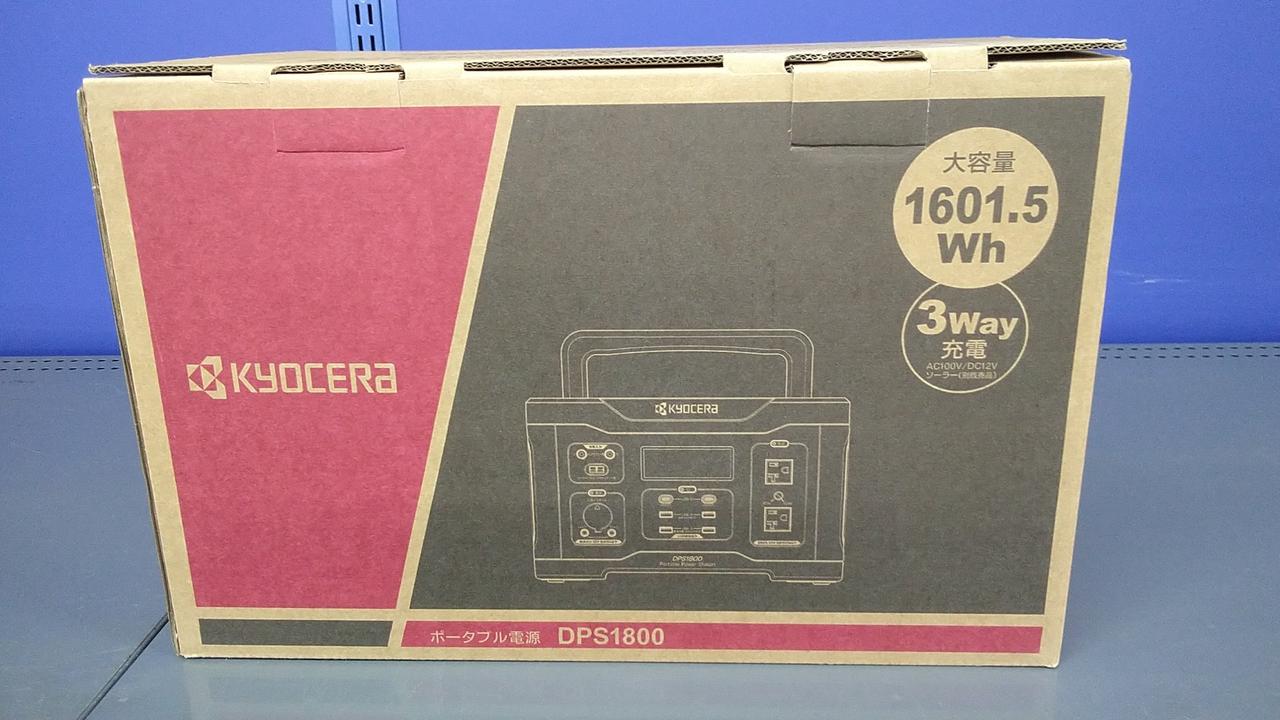 大容量
1601.5
Wh
3Way
充電
AC100V/DC12V
ソーラー(別販売品)
KYOCERA
KYOCERA
DPS1800
Portable Power Station
ポータブル電源 DPS1800